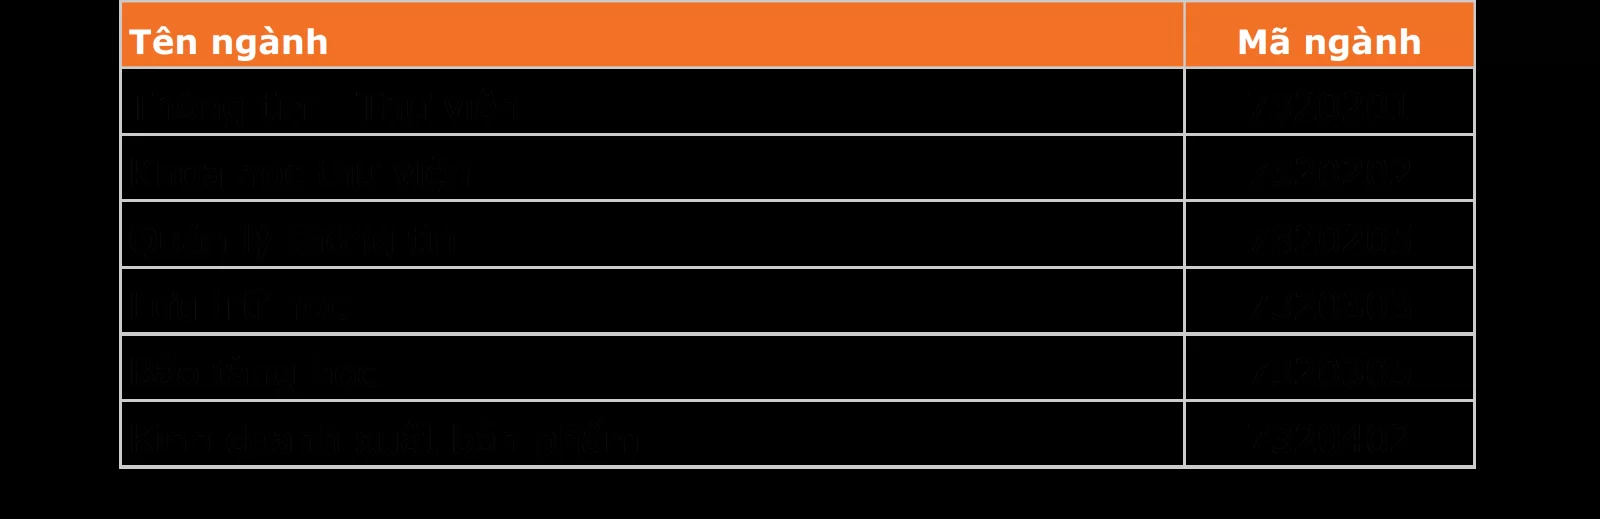 Tên ngành Mã ngành
Thông tin - Thư viện 7320201
Khoa học thư viện 7320202
Quản lý thông tin 7320205
Lưu trữ học 7320303
Bảo tàng học 7320305
Kinh doanh xuất bản phẩm 7320402